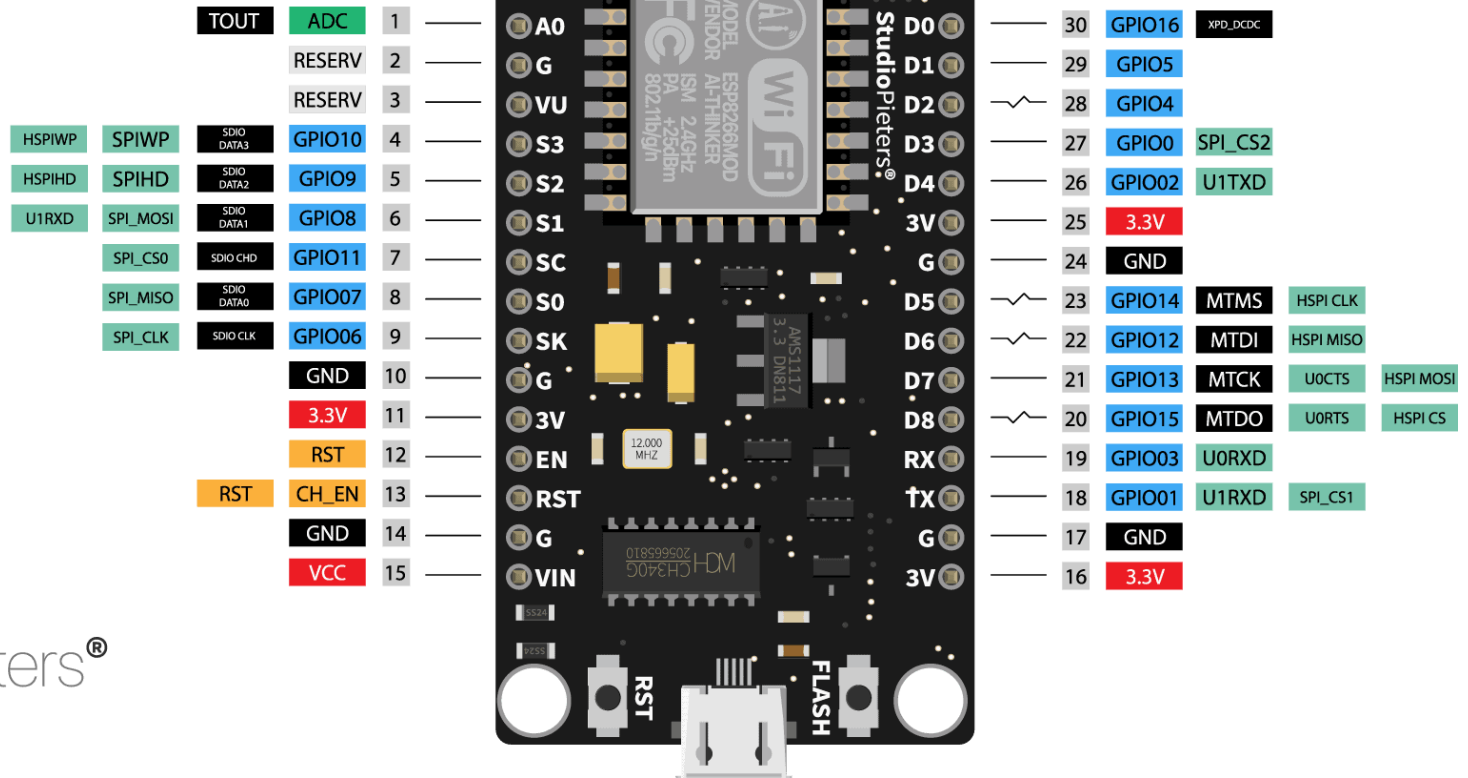 TOUT ADC 1 A0
RESERV 2 G
RESERV 3 VU
HSPIWP SPIWP SDIO DATA3 GPIO10 4 S3
HSPIHD SPIHD SDIO DATA2 GPIO9 5 S2
U1RXD SPI_MOSI SDIO DATA1 GPIO8 6 S1
SPI_CS0 SDIO CHD GPIO11 7 SC
SPI_MISO SDIO DATA0 GPIO07 8 S0
SPI_CLK SDIO CLK GPIO06 9 SK
GND 10 G
3.3V 11 3V
RST 12 EN
RST CH_EN 13 RST
GND 14 G
VCC 15 VIN
MODEL ESP8266MOD
VENDOR AI-THINKER
ISM 2.4GHz
PA +25dBm
802.11b/g/n
FC
A.I.
Wi Fi
StudioPieters®
AMS1117
3.3 DN811
12.000
MHZ
WCH CH340G
205665810
SS24
SS24
RST
FLASH
D0 30 GPIO16 XPD_DCDC
D1 29 GPIO5
D2 28 GPIO4
D3 27 GPIO0 SPI_CS2
D4 26 GPIO02 U1TXD
3V 25 3.3V
G 24 GND
D5 23 GPIO14 MTMS HSPI CLK
D6 22 GPIO12 MTDI HSPI MISO
D7 21 GPIO13 MTCK U0CTS HSPI MOSI
D8 20 GPIO15 MTDO U0RTS HSPI CS
RX 19 GPIO03 U0RXD
TX 18 GPIO01 U1RXD SPI_CS1
G 17 GND
3V 16 3.3V
ters®